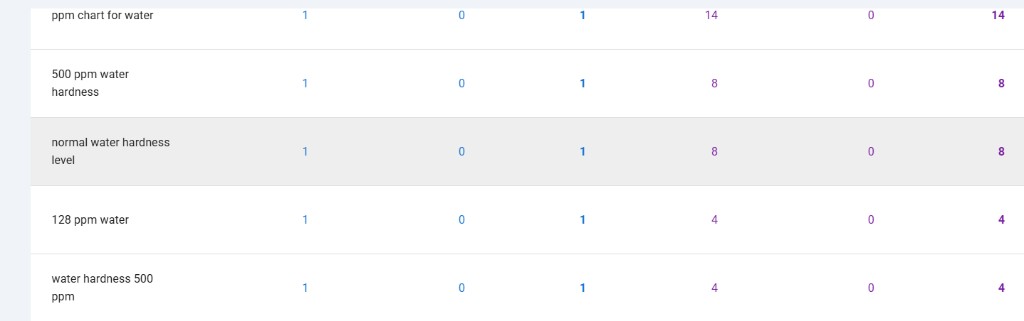 ppm chart for water 1 0 1 14 0 14
500 ppm water
hardness 1 0 1 8 0 8
normal water hardness
level 1 0 1 8 0 8
128 ppm water 1 0 1 4 0 4
water hardness 500
ppm 1 0 1 4 0 4